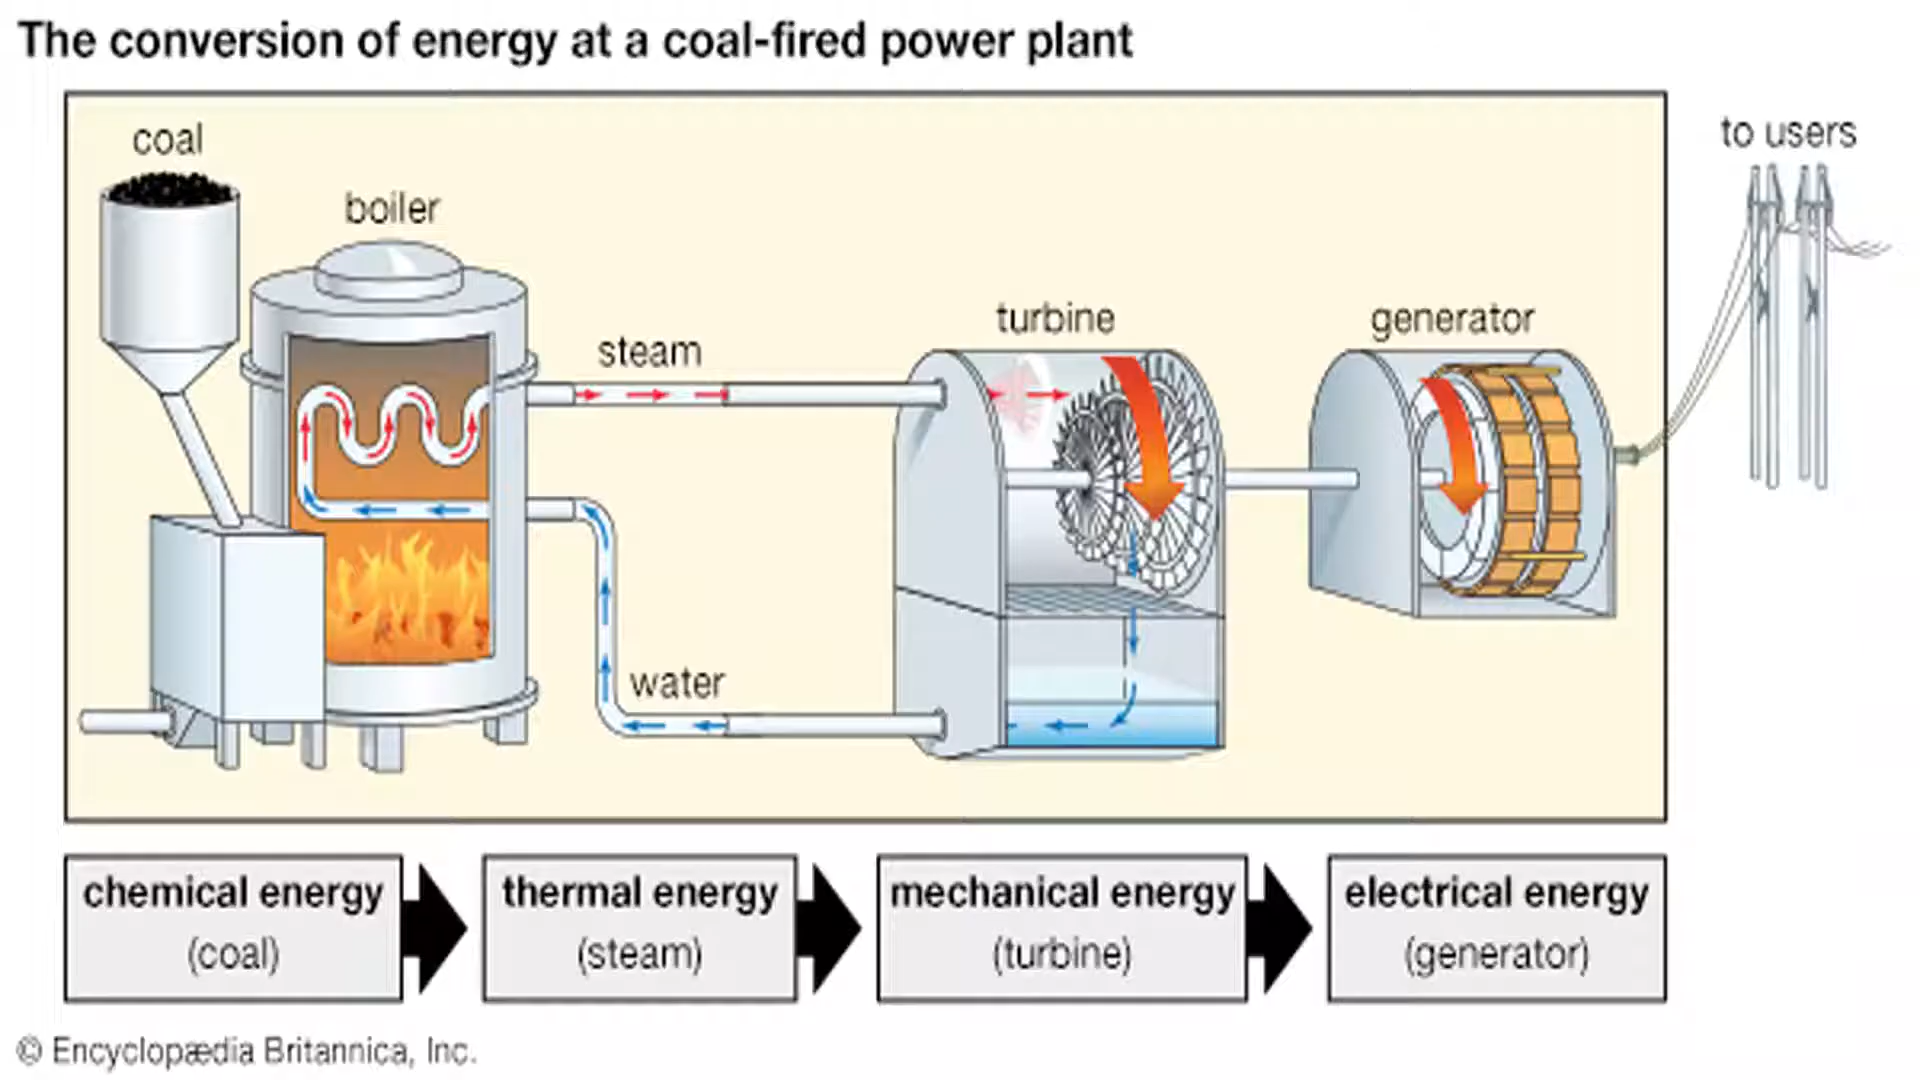 The conversion of energy at a coal-fired power plant
coal
boiler
steam
water
turbine
generator
to users
chemical energy
(coal)
thermal energy
(steam)
mechanical energy
(turbine)
electrical energy
(generator)
© Encyclopædia Britannica, Inc.